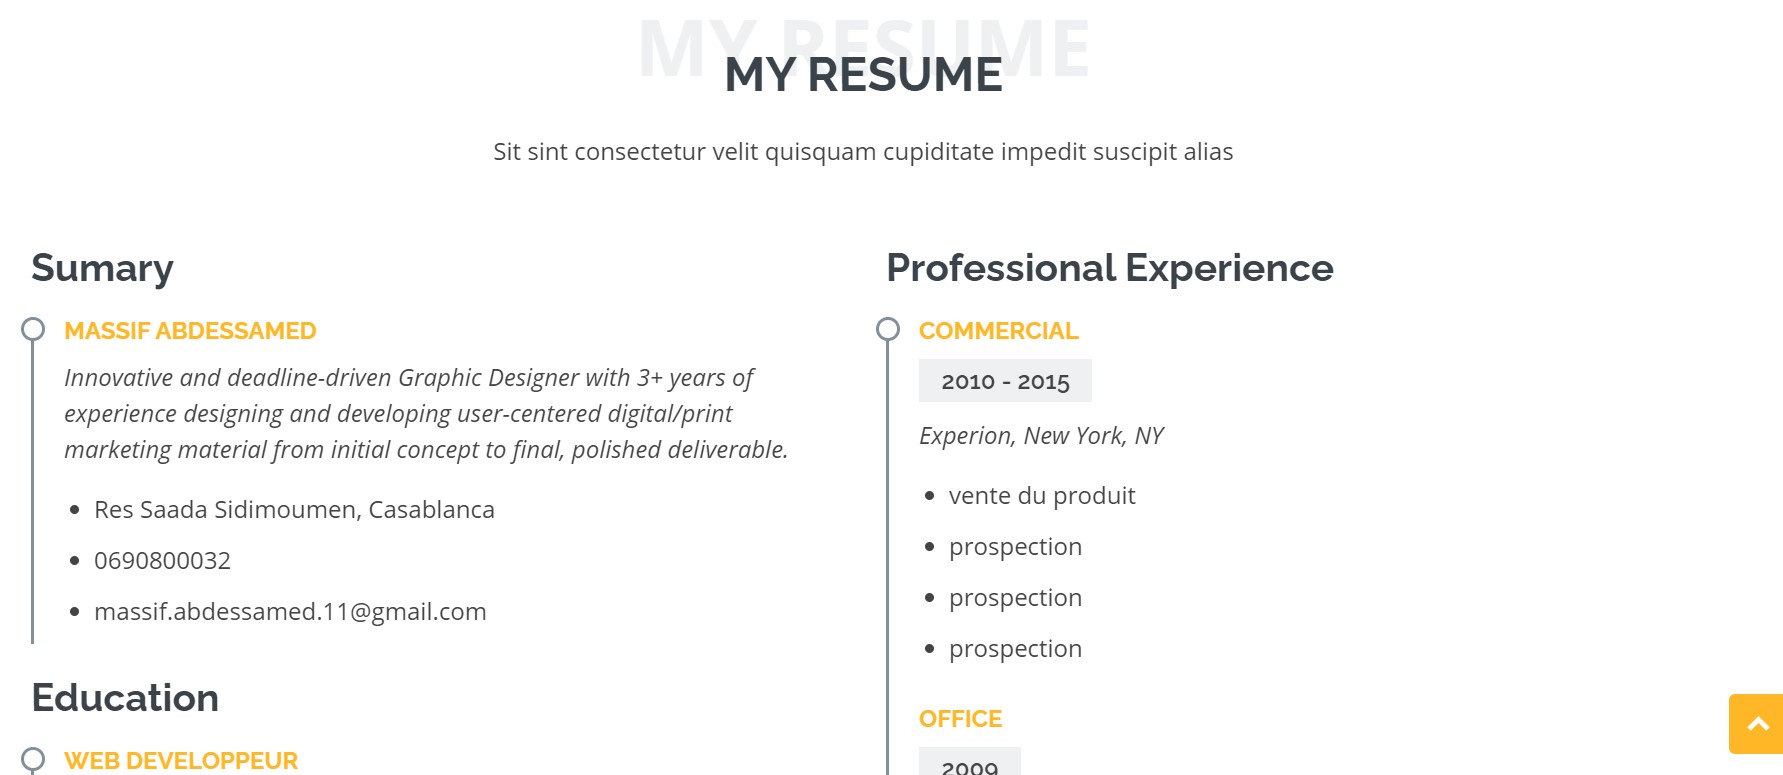 MY RESUME
MY RESUME
Sit sint consectetur velit quisquam cupiditate impedit suscipit alias
Sumary
MASSIF ABDESSAMED
Innovative and deadline-driven Graphic Designer with 3+ years of
experience designing and developing user-centered digital/print
marketing material from initial concept to final, polished deliverable.
Res Saada Sidimoumen, Casablanca
0690800032
massif.abdessamed.11@gmail.com
Education
WEB DEVELOPPEUR
Professional Experience
COMMERCIAL
2010 - 2015
Experion, New York, NY
vente du produit
prospection
prospection
prospection
OFFICE
2009